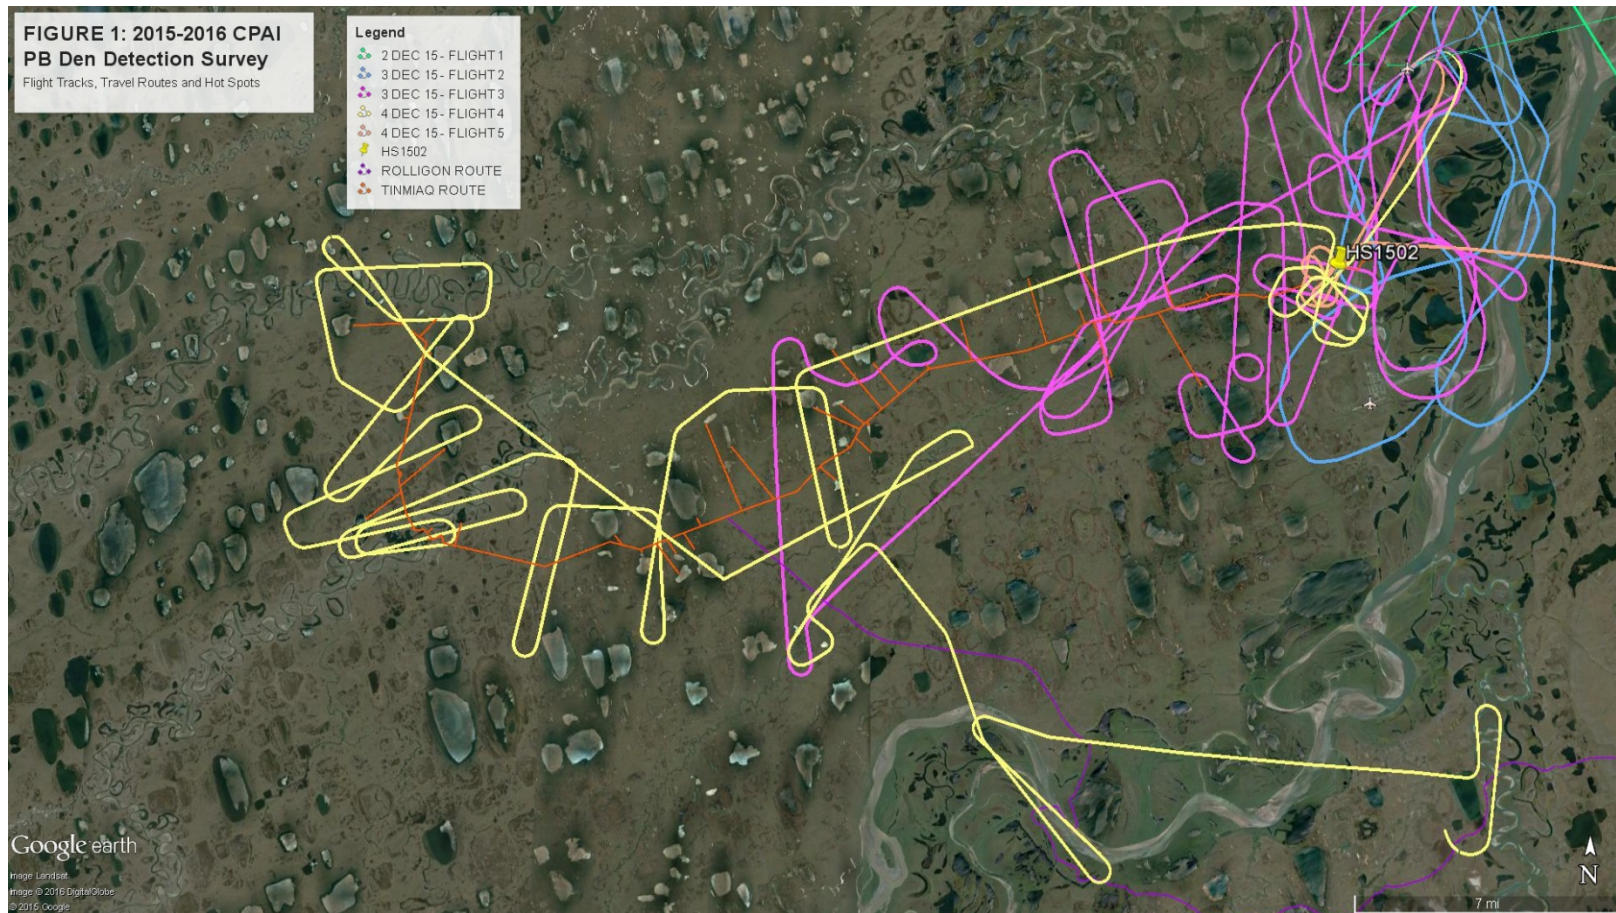 FIGURE 1: 2015-2016 CPAI
PB Den Detection Survey
Flight Tracks, Travel Routes and Hot Spots
Legend
2 DEC 15 - FLIGHT 1
3 DEC 15 - FLIGHT 2
3 DEC 15 - FLIGHT 3
4 DEC 15 - FLIGHT 4
4 DEC 15 - FLIGHT 5
HS1502
ROLLIGON ROUTE
TINMIAQ ROUTE
HS1502
Google earth
Image Landsat
Image © 2016 DigitalGlobe
© 2015 Google
N
7 mi